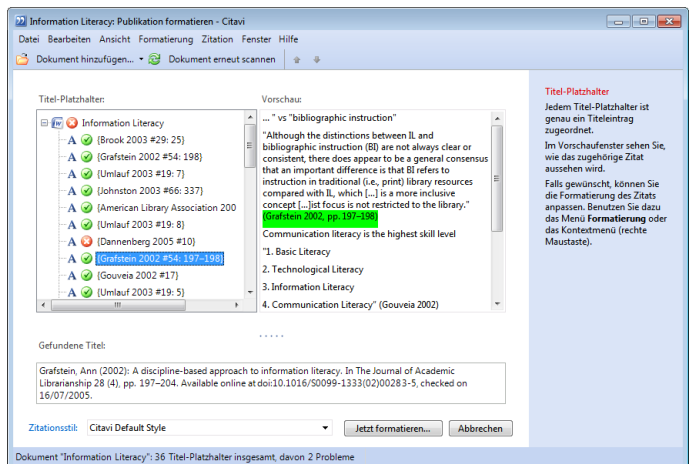 Information Literacy: Publikation formatieren - Citavi
Datei Bearbeiten Ansicht Formatierung Zitation Fenster Hilfe
Dokument hinzufügen... Dokument erneut scannen
Titel-Platzhalter:
Information Literacy
{Brook 2003 #29: 25}
{Grafstein 2002 #54: 198}
{Umlauf 2003 #19: 7}
{Johnston 2003 #66: 337}
{American Library Association 200
{Umlauf 2003 #19: 8}
{Dannenberg 2005 #10}
{Grafstein 2002 #54: 197–198}
{Gouveia 2002 #17}
{Umlauf 2003 #19: 5}
Vorschau:
... " vs "bibliographic instruction"
"Although the distinctions between IL and
bibliographic instruction (BI) are not always clear or
consistent, there does appear to be a general consensus
that an important difference is that BI refers to
instruction in traditional (i.e., print) library resources
compared with IL, which [...] is a more inclusive
concept [...]ist focus is not restricted to the library."
(Grafstein 2002, pp. 197–198)
Communication literacy is the highest skill level
"1. Basic Literacy
2. Technological Literacy
3. Information Literacy
4. Communication Literacy" (Gouveia 2002)
Titel-Platzhalter
Jedem Titel-Platzhalter ist
genau ein Titeleintrag
zugeordnet.
Im Vorschaufenster sehen Sie,
wie das zugehörige Zitat
aussehen wird.
Falls gewünscht, können Sie
die Formatierung des Zitats
anpassen. Benutzen Sie dazu
das Menü Formatierung oder
das Kontextmenü (rechte
Maustaste).
Gefundene Titel:
Grafstein, Ann (2002): A discipline-based approach to information literacy. In The Journal of Academic
Librarianship 28 (4), pp. 197–204. Available online at doi:10.1016/S0099-1333(02)00283-5, checked on
16/07/2005.
Zitationsstil: Citavi Default Style Jetzt formatieren... Abbrechen
Dokument "Information Literacy": 36 Titel-Platzhalter insgesamt, davon 2 Probleme